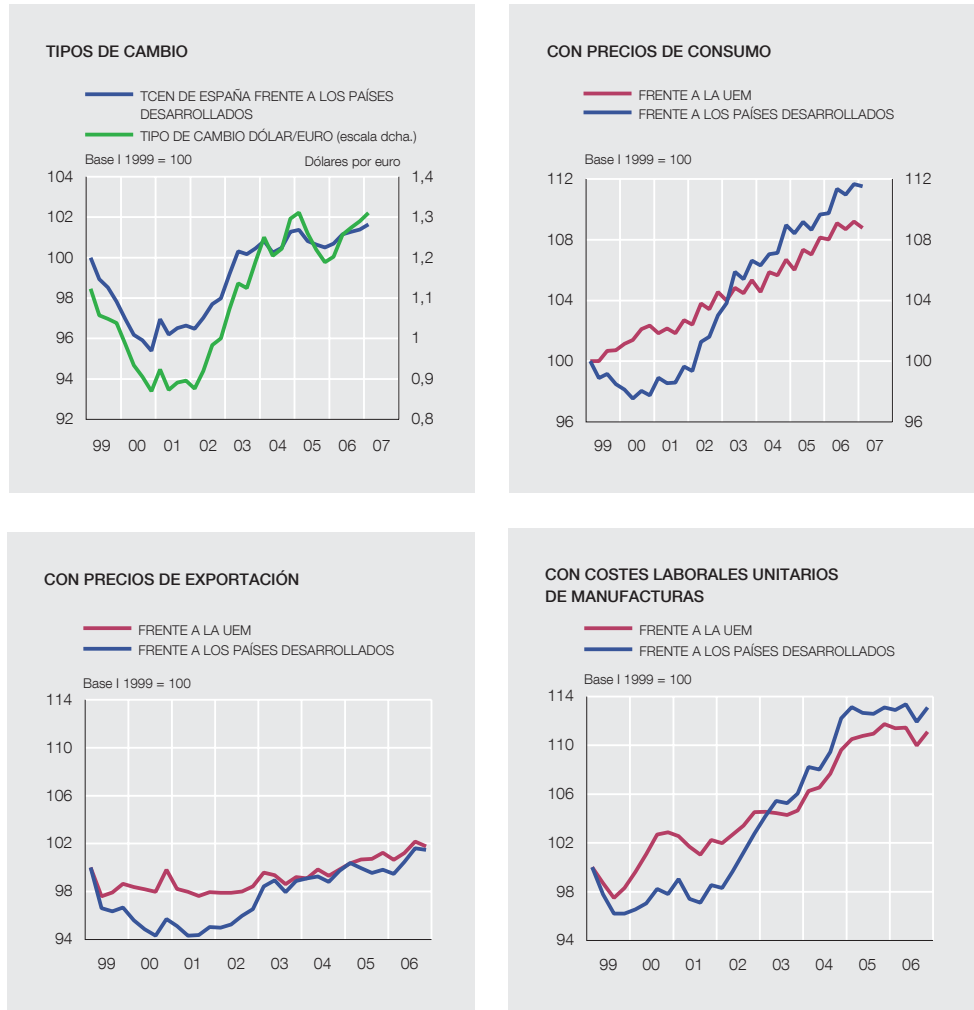 TIPOS DE CAMBIO
TCEN DE ESPAÑA FRENTE A LOS PAÍSES
DESARROLLADOS
TIPO DE CAMBIO DÓLAR/EURO (escala dcha.)
Base I 1999 = 100
Dólares por euro
104
102
100
98
96
94
92
1,4
1,3
1,2
1,1
1
0,9
0,8
99 00 01 02 03 04 05 06 07
CON PRECIOS DE CONSUMO
FRENTE A LA UEM
FRENTE A LOS PAÍSES DESARROLLADOS
Base I 1999 = 100
112
108
104
100
96
112
108
104
100
96
99 00 01 02 03 04 05 06 07
CON PRECIOS DE EXPORTACIÓN
FRENTE A LA UEM
FRENTE A LOS PAÍSES DESARROLLADOS
Base I 1999 = 100
114
110
106
102
98
94
99 00 01 02 03 04 05 06
CON COSTES LABORALES UNITARIOS
DE MANUFACTURAS
FRENTE A LA UEM
FRENTE A LOS PAÍSES DESARROLLADOS
Base I 1999 = 100
114
110
106
102
98
94
99 00 01 02 03 04 05 06